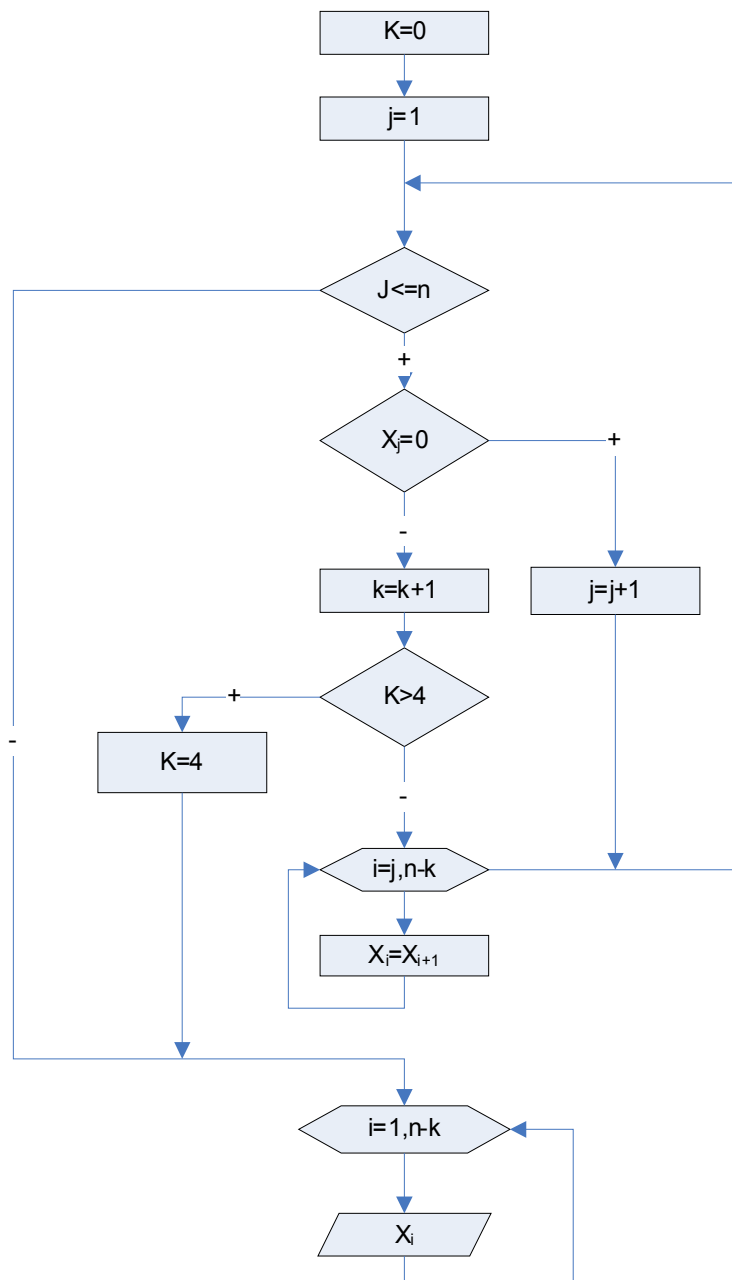 K=0
j=1
J<=n
+
Xj=0
+
-
k=k+1
j=j+1
K>4
+
-
K=4
-
i=j,n-k
Xi=Xi+1
i=1,n-k
Xi